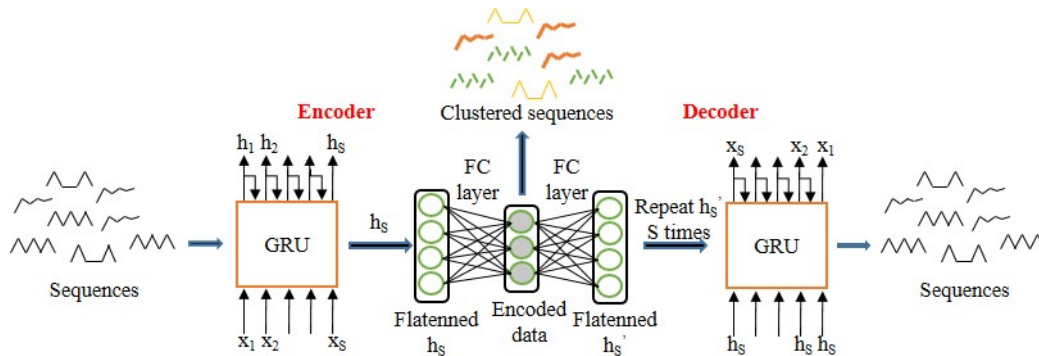 Clustered sequences
Encoder
Decoder
h1 h2 hS
xS x2 x1
FC
layer
FC
layer
hS
Repeat hS'
S times
GRU
GRU
Sequences
Sequences
Flatenned
hS
Encoded
data
Flatenned
hS'
x1 x2 xS
hS hS hS